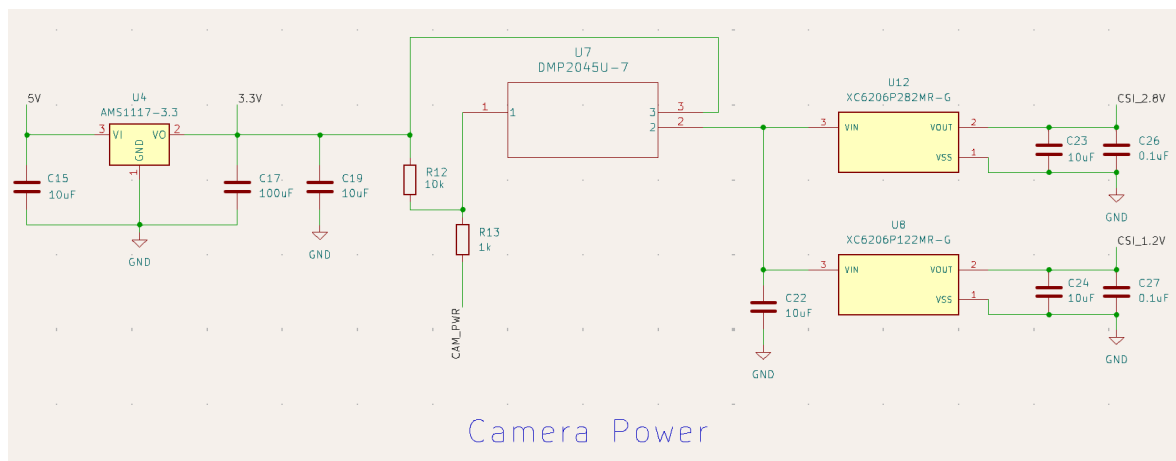 U7
DMP2045U-7
U12
XC6206P282MR-G
5V
U4
AMS1117-3.3
3.3V
CSI_2.8V
1
1
3
3
2
2
3
VI
VO
2
GND
1
3
VIN
VOUT
2
VSS
1
C23
10uF
C26
0.1uF
C15
10uF
C17
100uF
C19
10uF
R12
10k
GND
R13
1k
GND
GND
U8
XC6206P122MR-G
CSI_1.2V
3
VIN
VOUT
2
VSS
1
C24
10uF
C27
0.1uF
C22
10uF
CAM_PWR
GND
GND
Camera Power